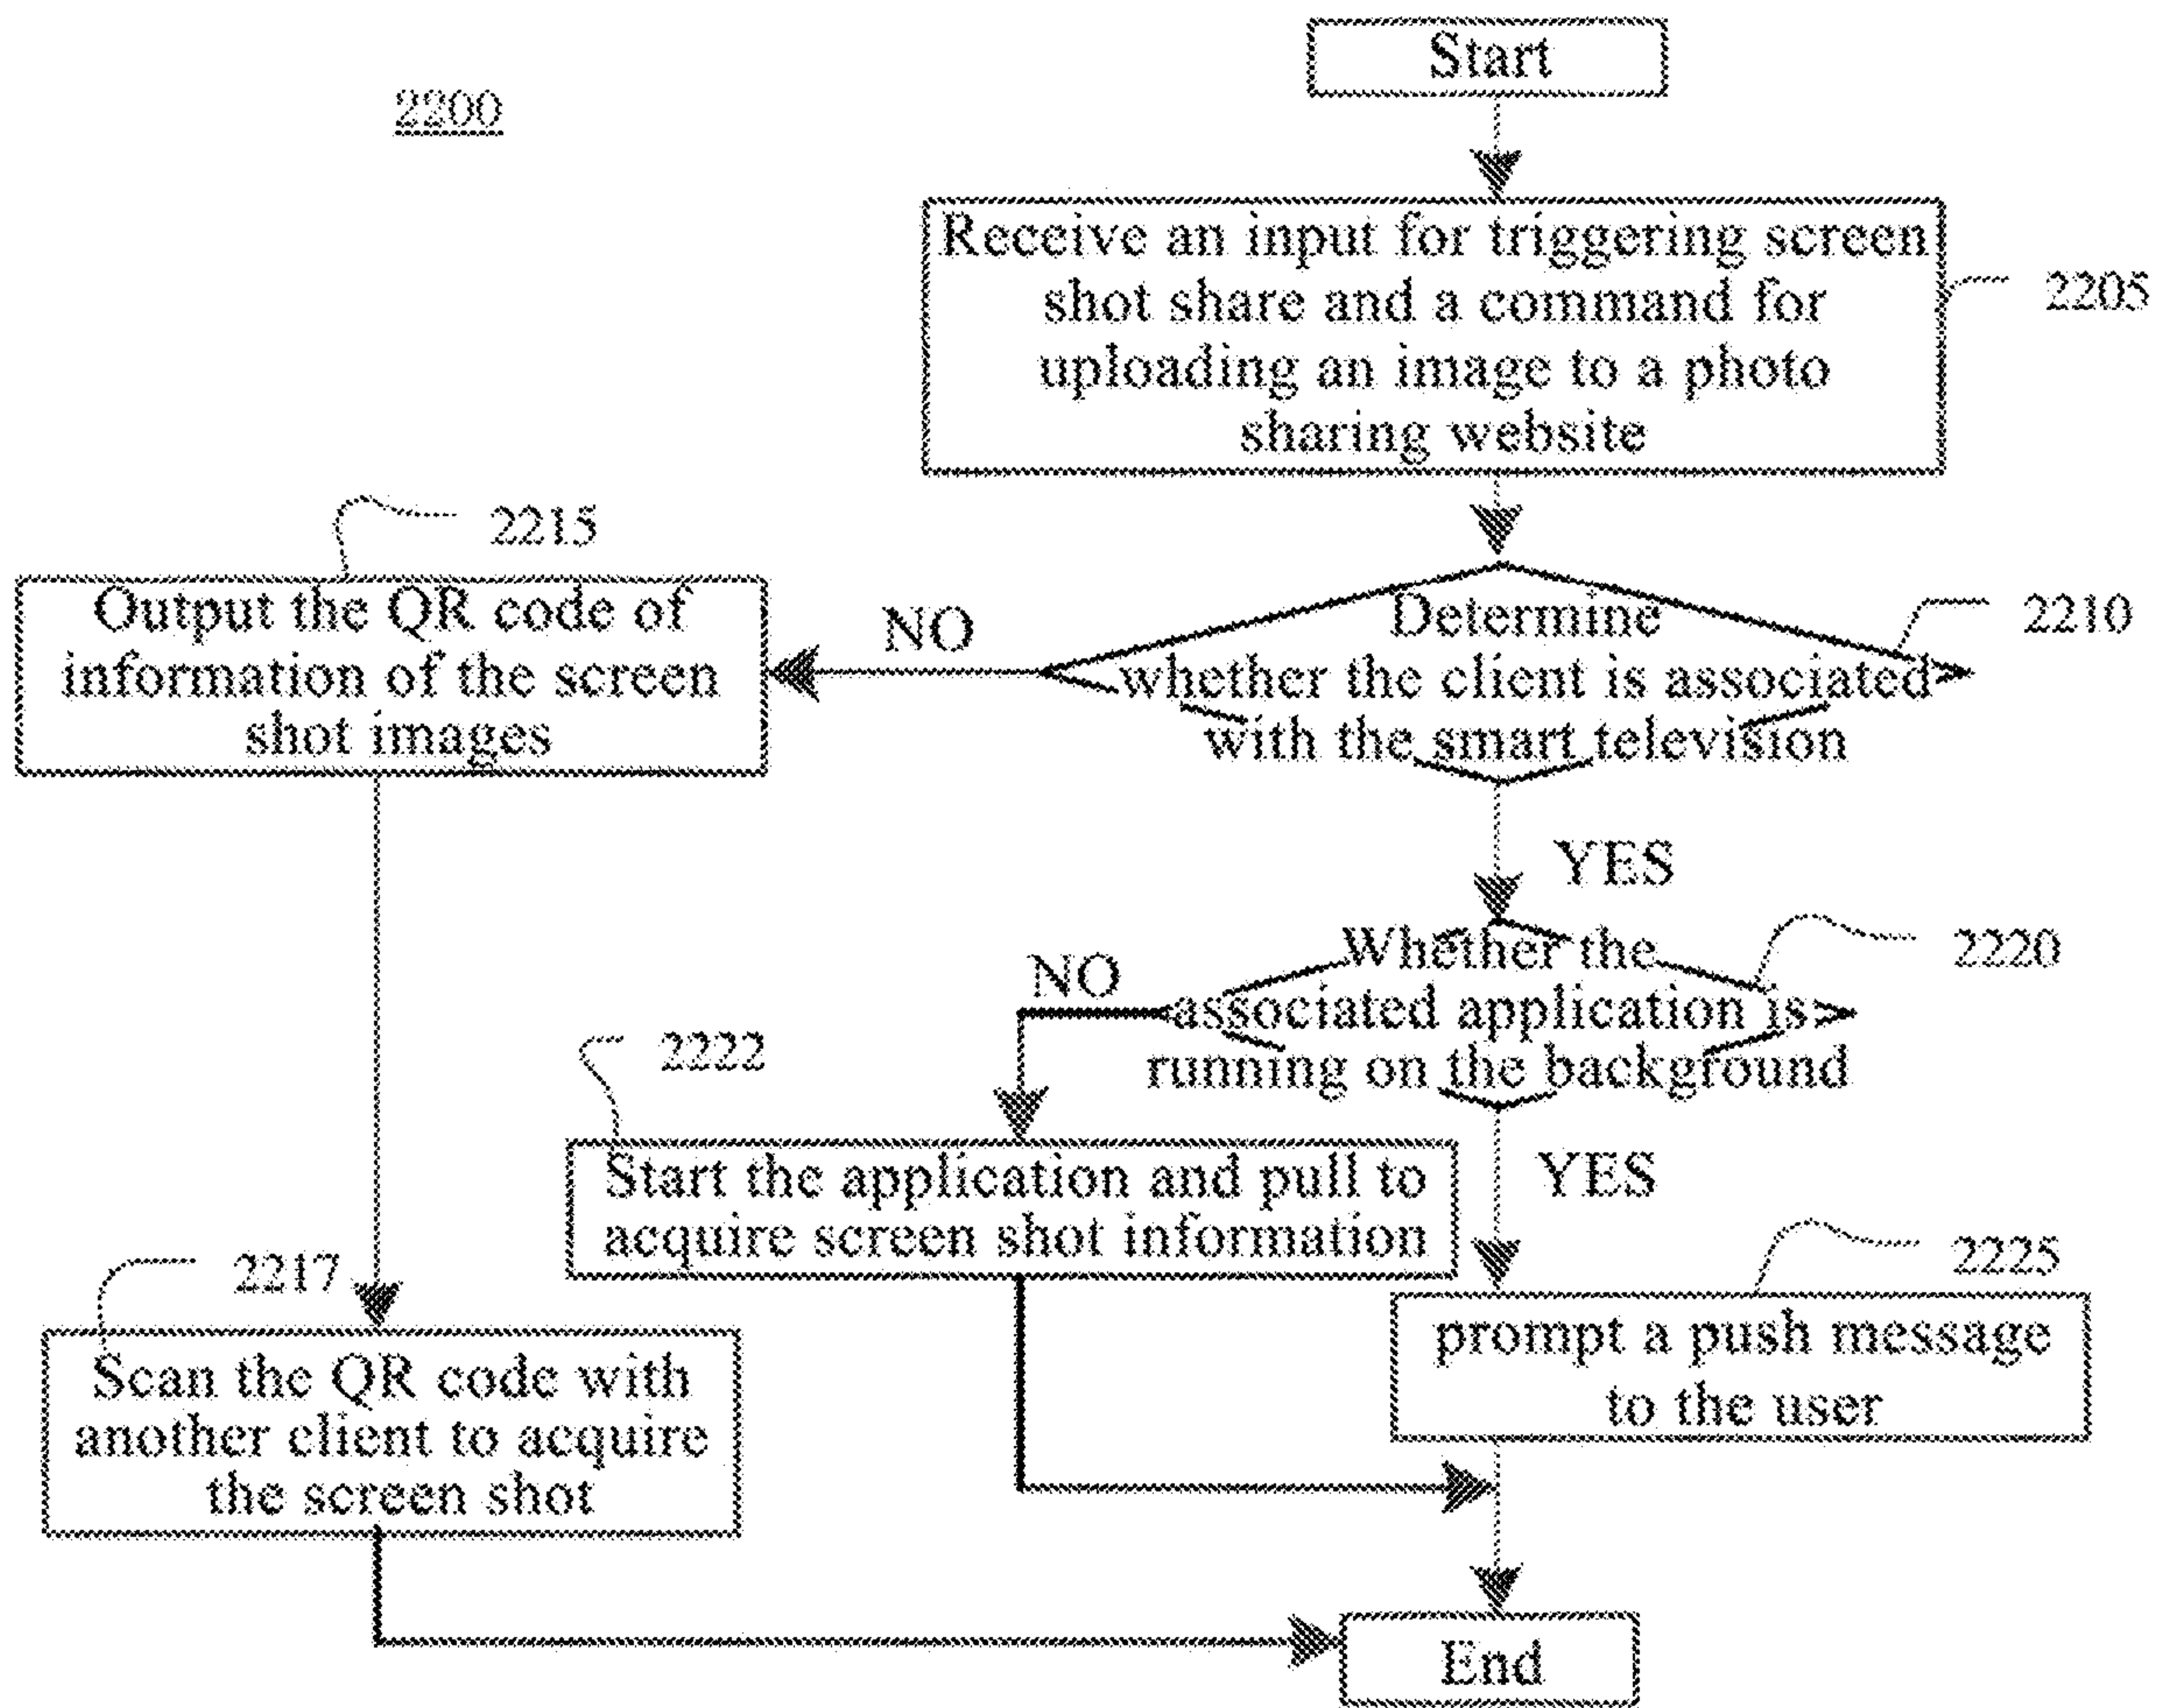 Start
2200
Receive an input for triggering screen
shot share and a command for
uploading an image to a photo
sharing website
2205
2215
Output the QR code of
information of the screen
shot images
NO
Determine
whether the client is associated
with the smart television
2210
YES
Whether the
associated application is
running on the background
2220
NO
2222
Start the application and pull to
acquire screen shot information
YES
2217
Scan the QR code with
another client to acquire
the screen shot
2225
prompt a push message
to the user
End